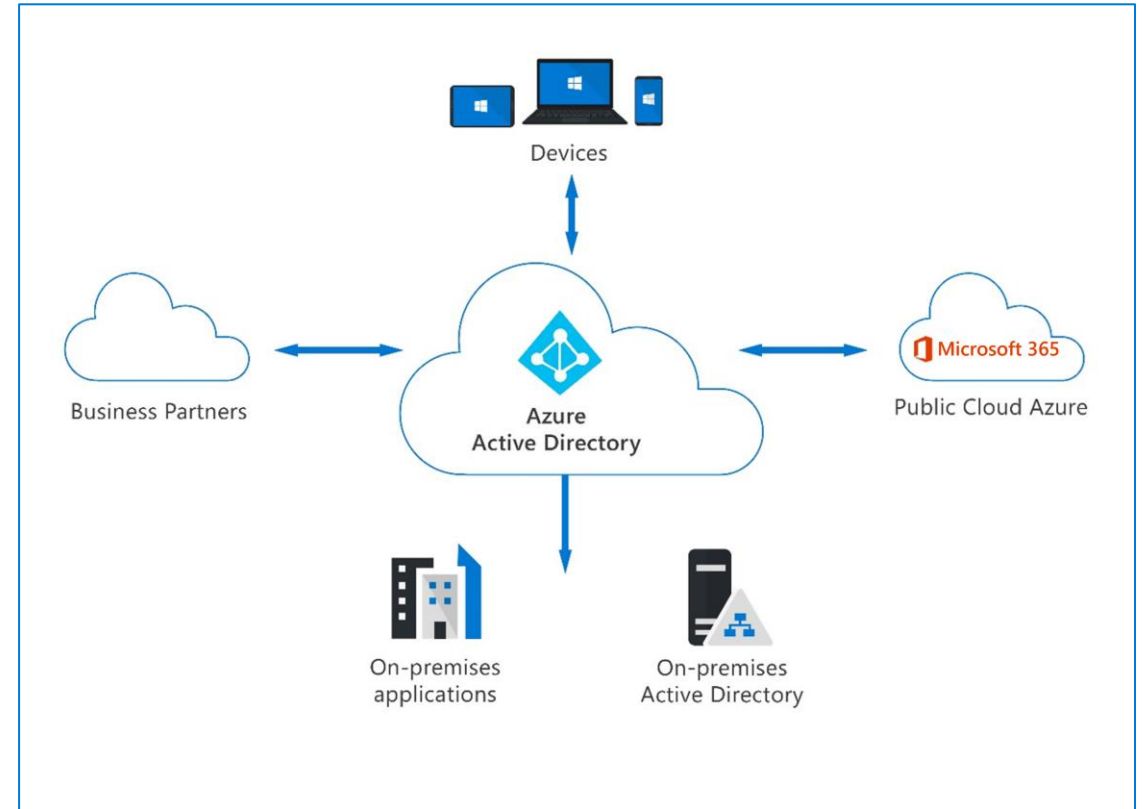 Devices
Business Partners
Azure
Active Directory
Microsoft 365
Public Cloud Azure
On-premises
applications
On-premises
Active Directory